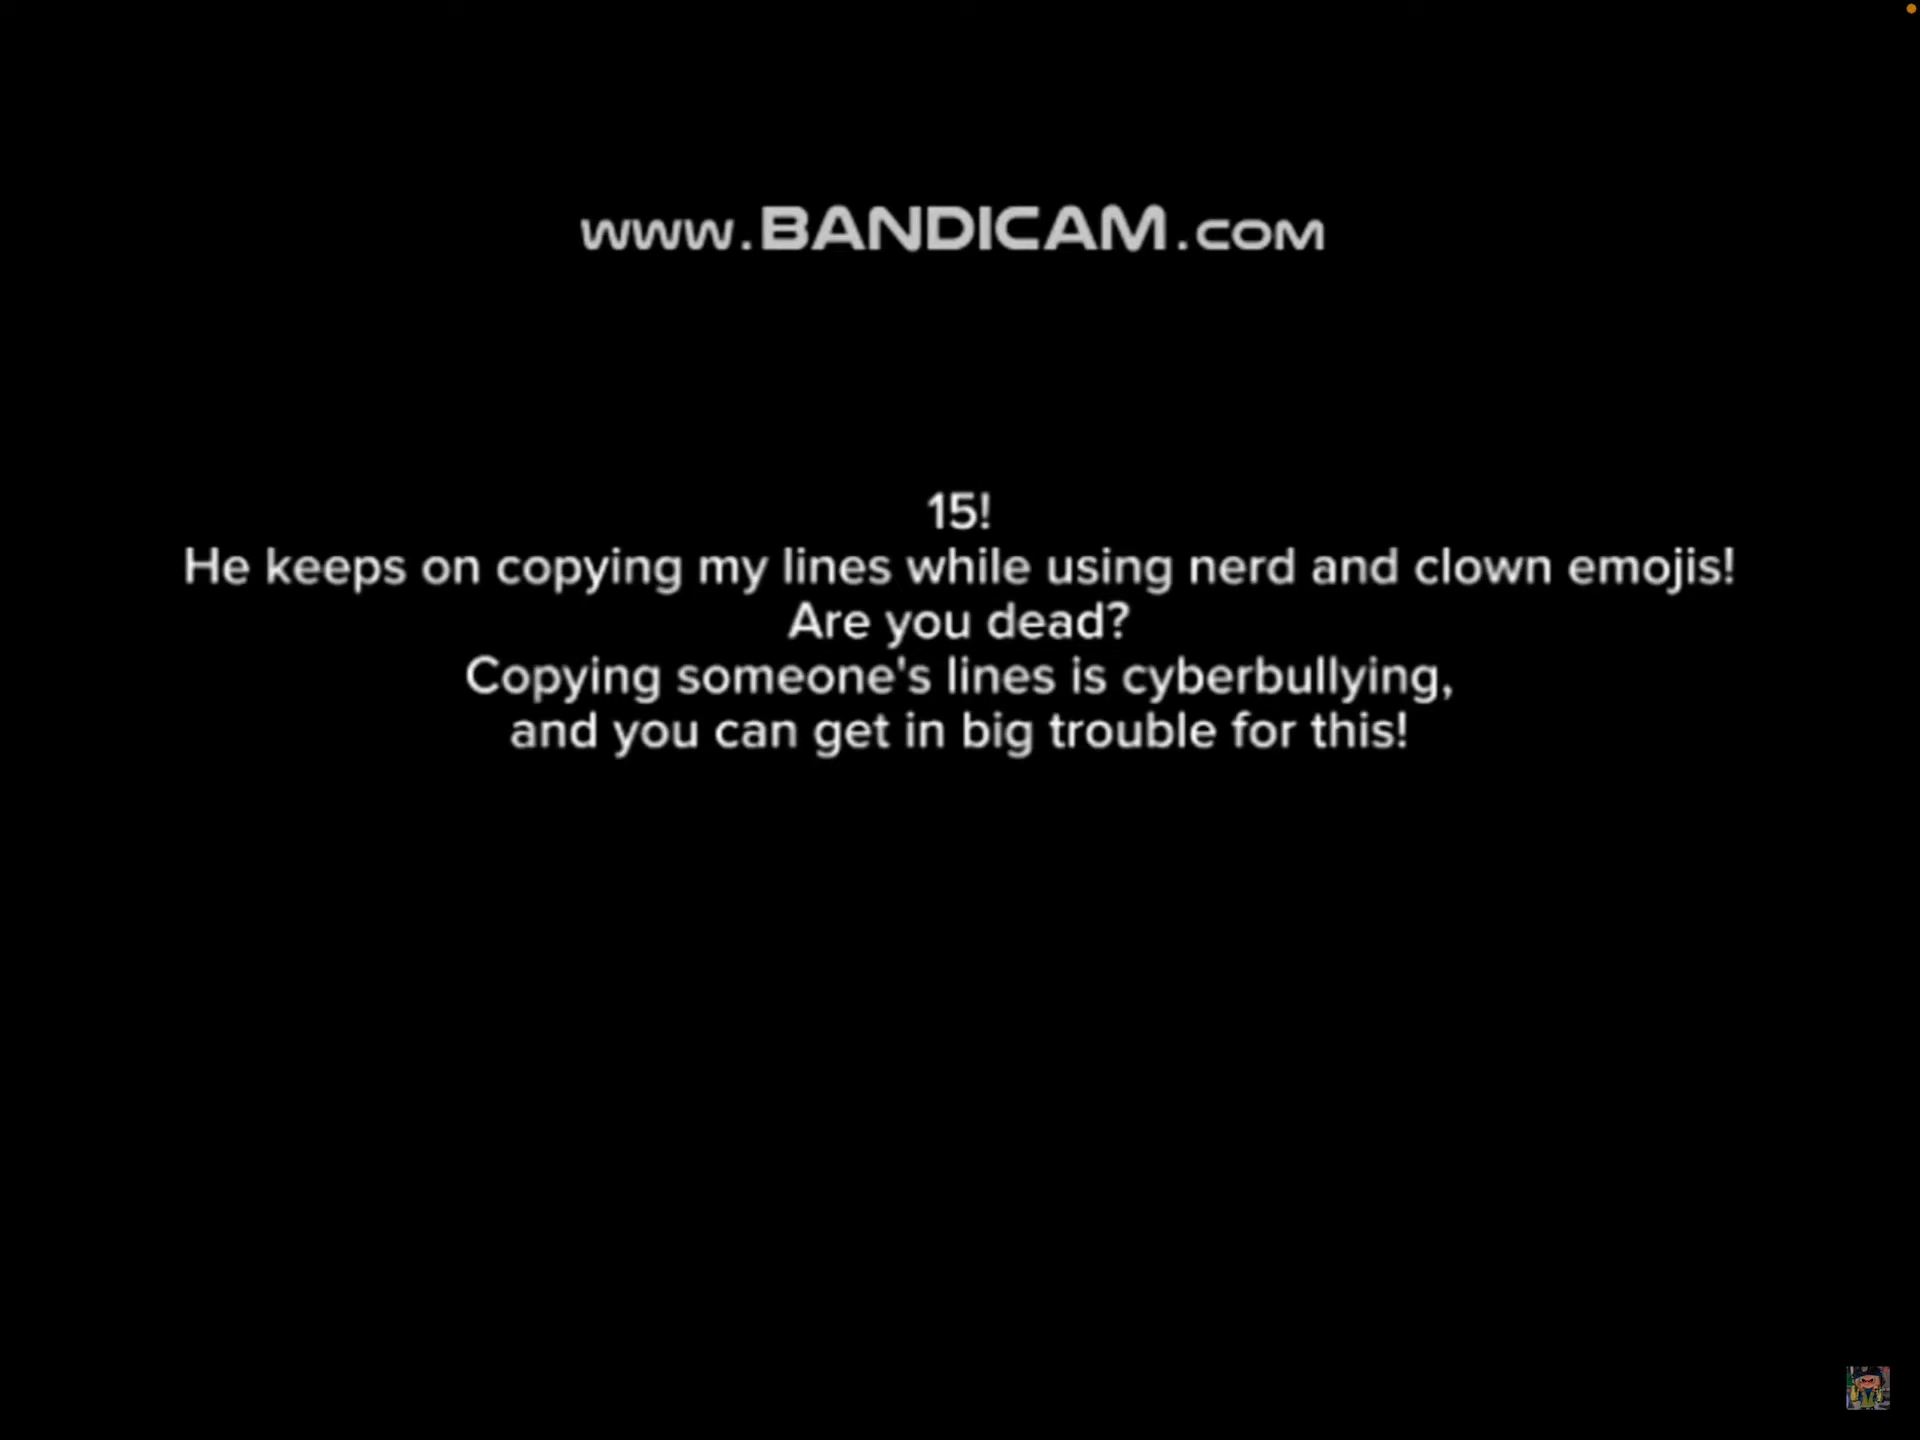 www.BANDICAM.com
15!
He keeps on copying my lines while using nerd and clown emojis!
Are you dead?
Copying someone's lines is cyberbullying,
and you can get in big trouble for this!